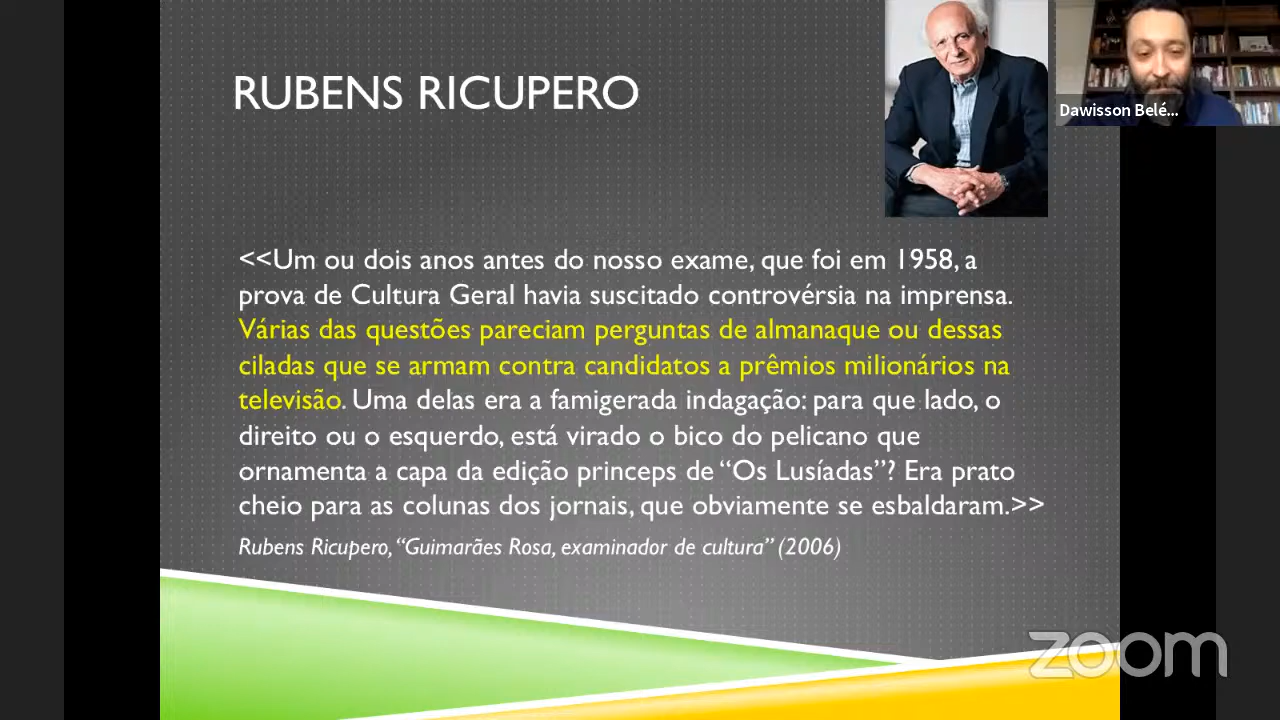 RUBENS RICUPERO
Dawisson Belé...
<<Um ou dois anos antes do nosso exame, que foi em 1958, a
prova de Cultura Geral havia suscitado controvérsia na imprensa.
Várias das questões pareciam perguntas de almanaque ou dessas
ciladas que se armam contra candidatos a prêmios milionários na
televisão. Uma delas era a famigerada indagação: para que lado, o
direito ou o esquerdo, está virado o bico do pelicano que
ornamenta a capa da edição princeps de “Os Lusíadas”? Era prato
cheio para as colunas dos jornais, que obviamente se esbaldaram.>>
Rubens Ricupero, “Guimarães Rosa, examinador de cultura” (2006)
zoom